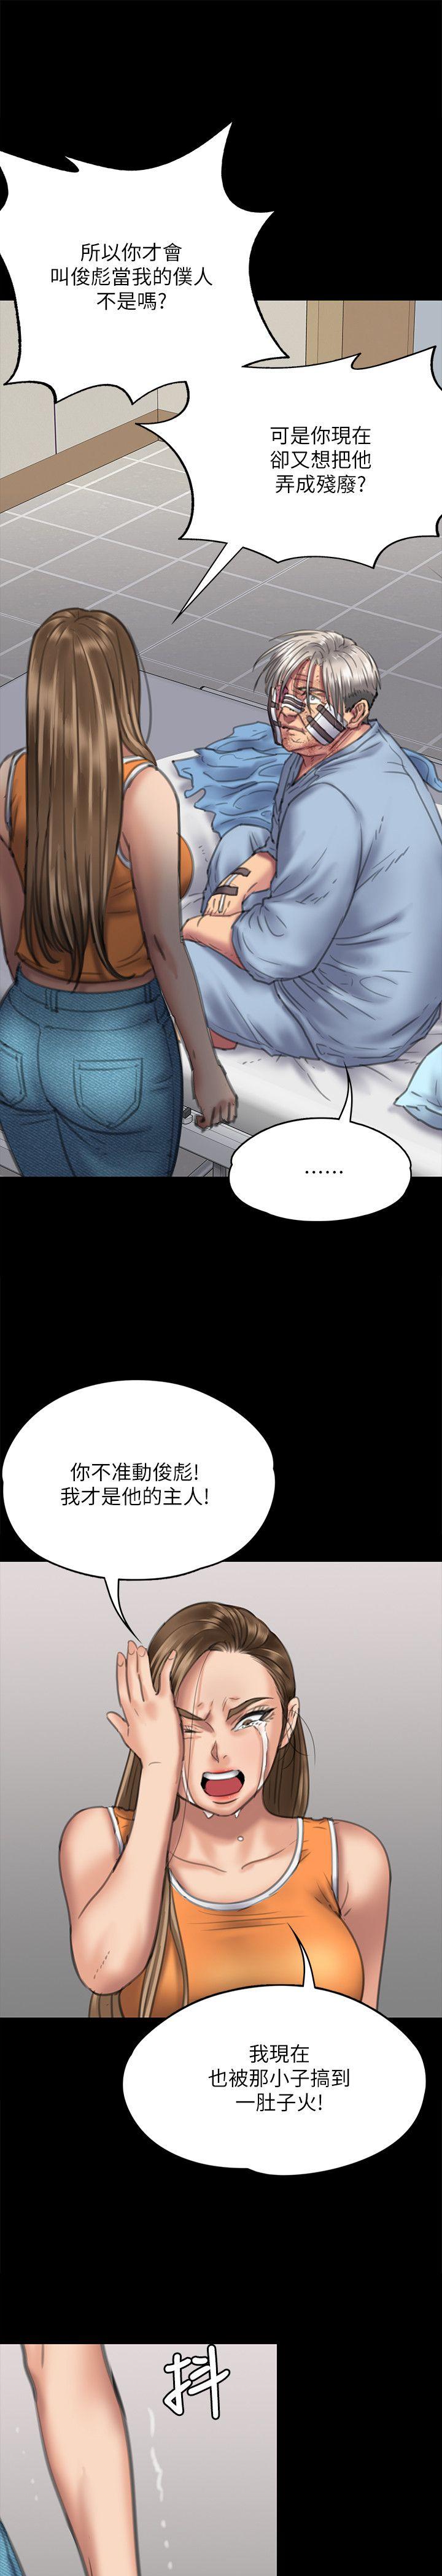 所以你才會
叫俊彪當我的僕人
不是嗎?
可是你現在
卻又想把他
弄成殘廢?
⋯⋯
你不准動俊彪!
我才是他的主人!
我現在
也被那小子搞到
一肚子火!
抖